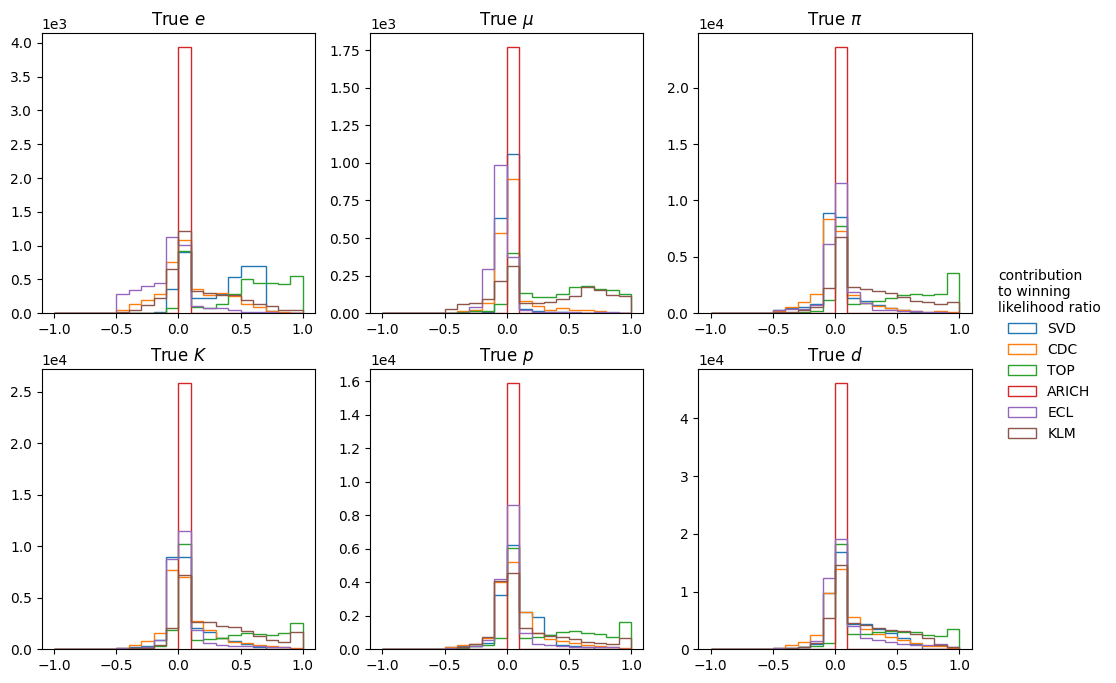 True e
True μ
True π
1e3
1e3
1e4
4.0
3.5
3.0
2.5
2.0
1.5
1.0
0.5
0.0
1.75
1.50
1.25
1.00
0.75
0.50
0.25
0.00
2.0
1.5
1.0
0.5
0.0
−1.0 −0.5 0.0 0.5 1.0
−1.0 −0.5 0.0 0.5 1.0
−1.0 −0.5 0.0 0.5 1.0
True K
True p
True d
1e4
1e4
1e4
2.5
2.0
1.5
1.0
0.5
0.0
1.6
1.4
1.2
1.0
0.8
0.6
0.4
0.2
0.0
4
3
2
1
0
−1.0 −0.5 0.0 0.5 1.0
−1.0 −0.5 0.0 0.5 1.0
−1.0 −0.5 0.0 0.5 1.0
contribution
to winning
likelihood ratio
SVD
CDC
TOP
ARICH
ECL
KLM